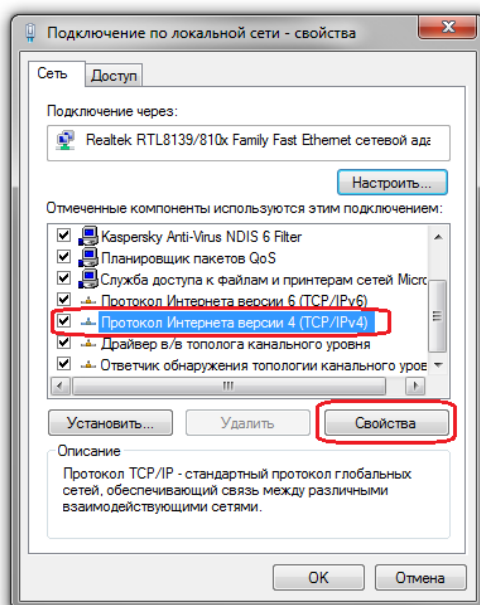 Подключение по локальной сети - свойства
Сеть
Доступ
Подключение через:
Realtek RTL8139/810x Family Fast Ethernet сетевой ада
Настроить...
Отмеченные компоненты используются этим подключением:
Kaspersky Anti-Virus NDIS 6 Filter
Планировщик пакетов QoS
Служба доступа к файлам и принтерам сетей Micro
Протокол Интернета версии 6 (TCP/IPv6)
Протокол Интернета версии 4 (TCP/IPv4)
Драйвер в/в тополога канального уровня
Ответчик обнаружения топологии канального уров
Установить...
Удалить
Свойства
Описание
Протокол TCP/IP - стандартный протокол глобальных
сетей, обеспечивающий связь между различными
взаимодействующими сетями.
OK
Отмена